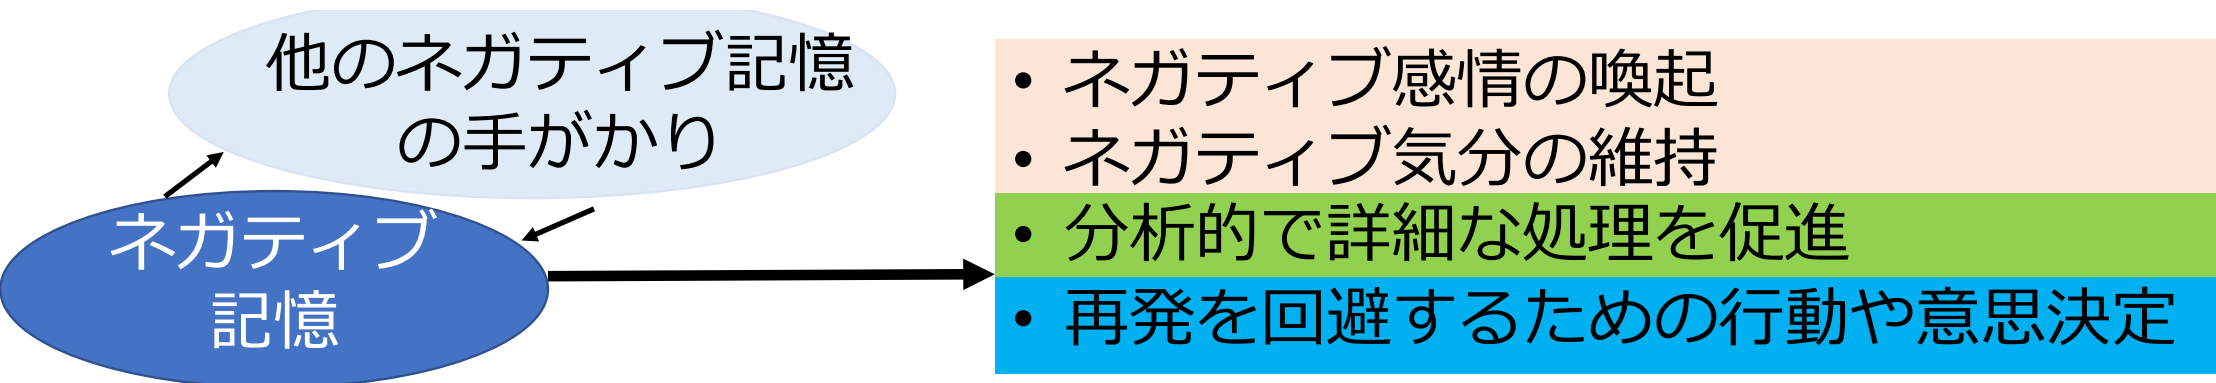 他のネガティブ記憶
の手がかり
ネガティブ
記憶
• ネガティブ感情の喚起
• ネガティブ気分の維持
• 分析的で詳細な処理を促進
• 再発を回避するための行動や意思決定